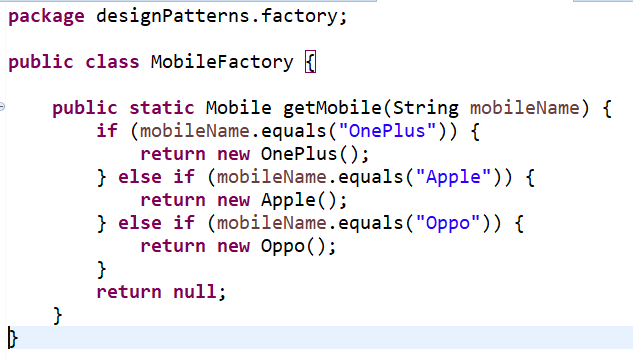 package designPatterns.factory;
public class MobileFactory {
public static Mobile getMobile(String mobileName) {
if (mobileName.equals("OnePlus")) {
return new OnePlus();
} else if (mobileName.equals("Apple")) {
return new Apple();
} else if (mobileName.equals("Oppo")) {
return new Oppo();
}
return null;
}
}